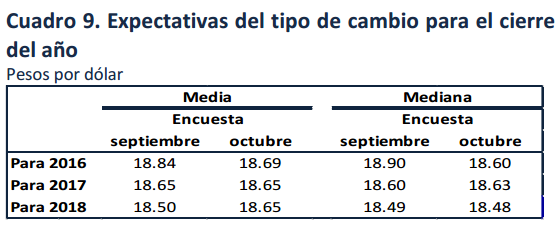 Cuadro 9. Expectativas del tipo de cambio para el cierre
del año
Pesos por dólar
Media Mediana
Encuesta Encuesta
septiembre octubre septiembre octubre
Para 2016 18.84 18.69 18.90 18.60
Para 2017 18.65 18.65 18.60 18.63
Para 2018 18.50 18.65 18.49 18.48